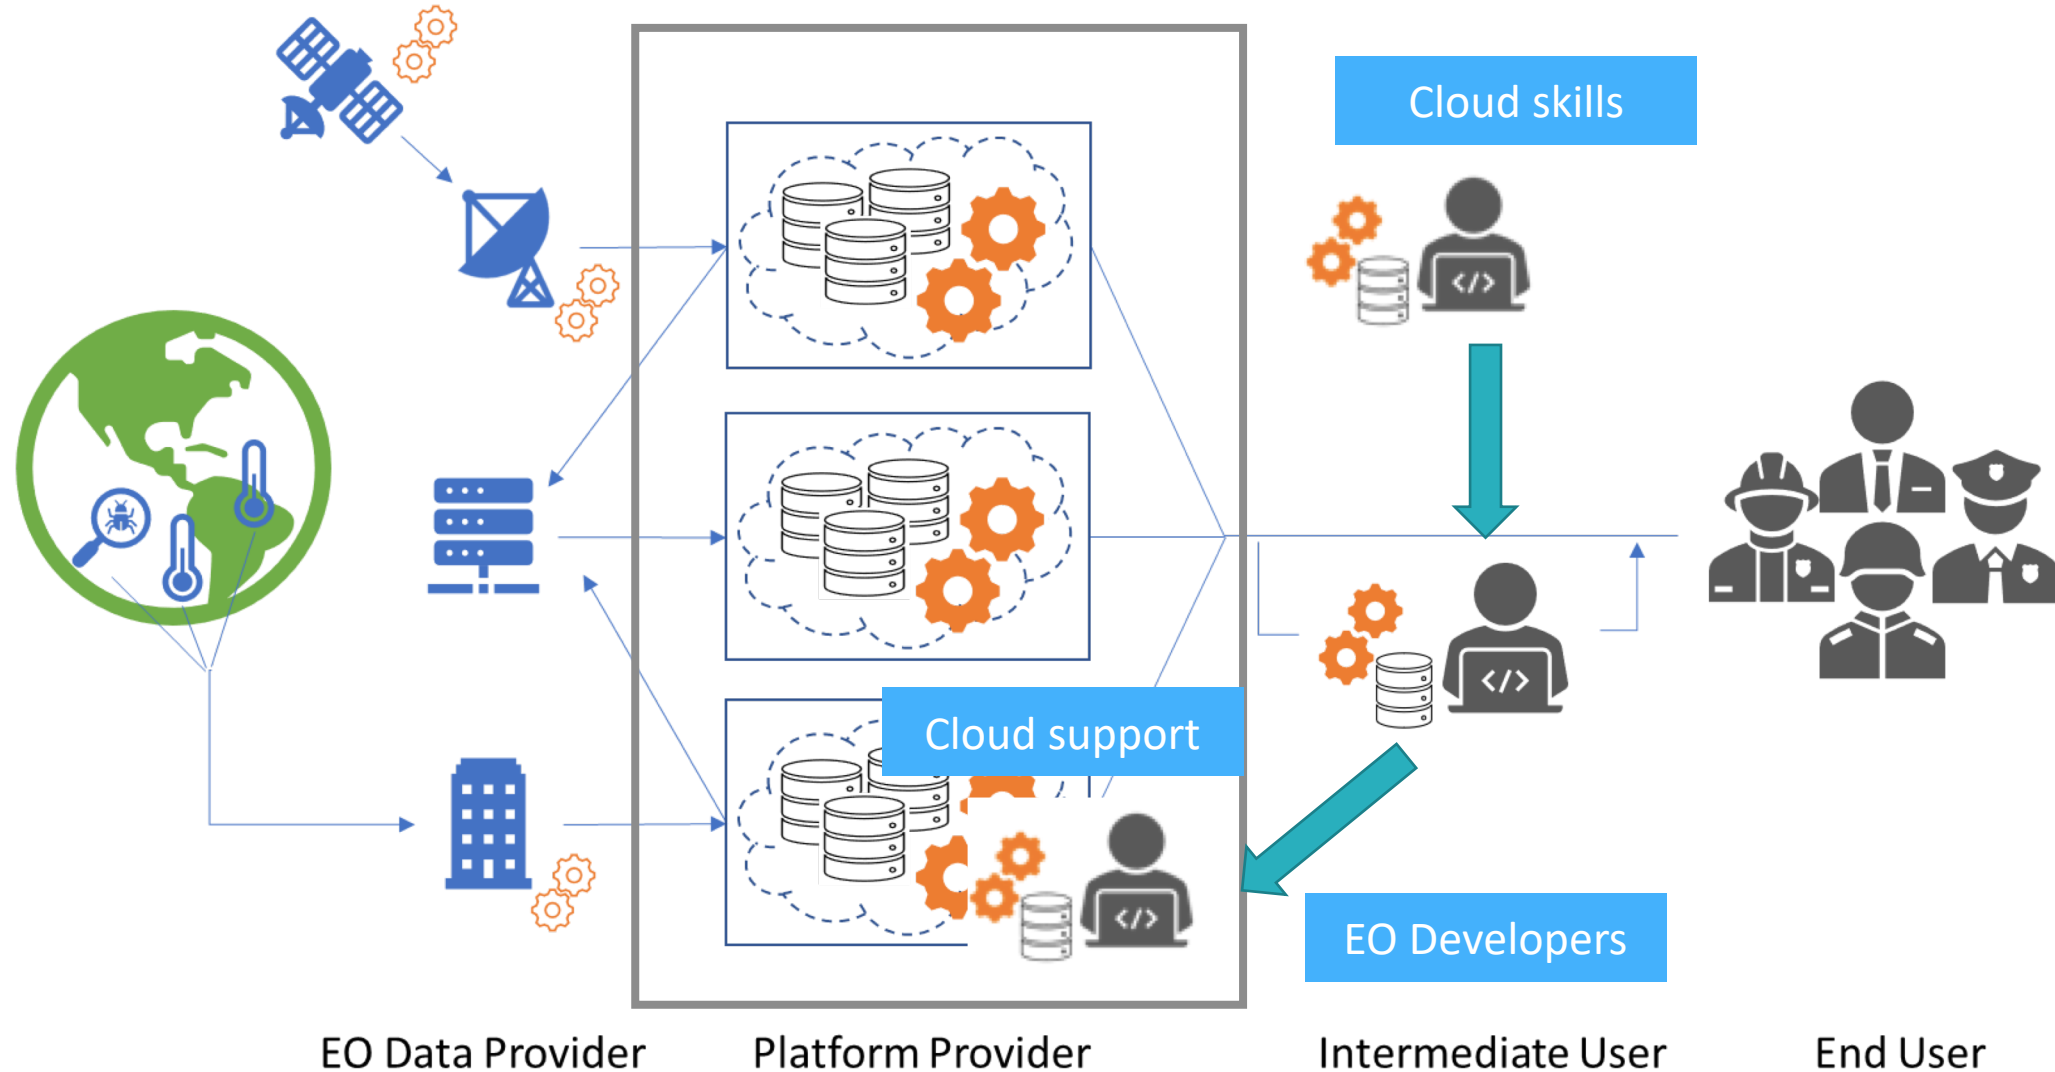 Cloud skills
</>
</>
Cloud support
</>
EO Developers
EO Data Provider
Platform Provider
Intermediate User
End User